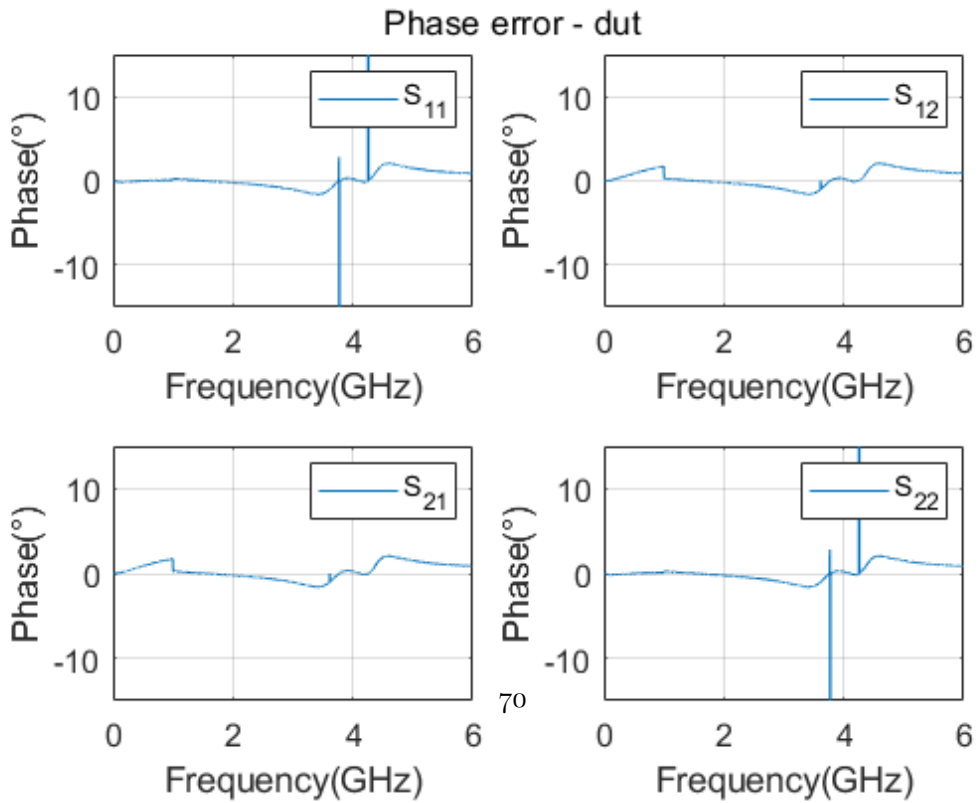 Phase error - dut
S11
S12
Phase(°)
10
0
-10
0 2 4 6
Frequency(GHz)
Phase(°)
10
0
-10
0 2 4 6
Frequency(GHz)
S21
S22
Phase(°)
10
0
-10
0 2 4 6
Frequency(GHz)
Phase(°)
10
0
-10
0 2 4 6
Frequency(GHz)
70